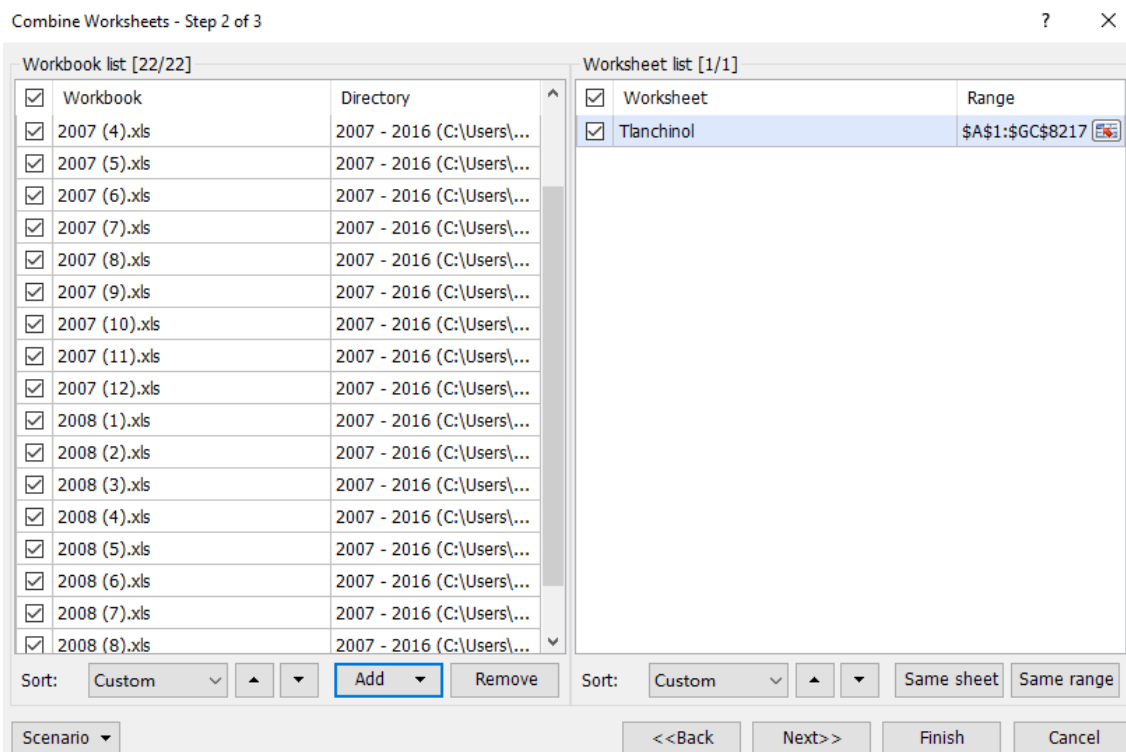 Combine Worksheets - Step 2 of 3 ?
Workbook list [22/22] Worksheet list [1/1]
Workbook Directory Worksheet Range
2007 (4).xls 2007 - 2016 (C:\Users\... Tlanchinol $A$1:$GC$8217
2007 (5).xls 2007 - 2016 (C:\Users\...
2007 (6).xls 2007 - 2016 (C:\Users\...
2007 (7).xls 2007 - 2016 (C:\Users\...
2007 (8).xls 2007 - 2016 (C:\Users\...
2007 (9).xls 2007 - 2016 (C:\Users\...
2007 (10).xls 2007 - 2016 (C:\Users\...
2007 (11).xls 2007 - 2016 (C:\Users\...
2007 (12).xls 2007 - 2016 (C:\Users\...
2008 (1).xls 2007 - 2016 (C:\Users\...
2008 (2).xls 2007 - 2016 (C:\Users\...
2008 (3).xls 2007 - 2016 (C:\Users\...
2008 (4).xls 2007 - 2016 (C:\Users\...
2008 (5).xls 2007 - 2016 (C:\Users\...
2008 (6).xls 2007 - 2016 (C:\Users\...
2008 (7).xls 2007 - 2016 (C:\Users\...
2008 (8).xls 2007 - 2016 (C:\Users\...
Sort: Custom Add Remove Sort: Custom Same sheet Same range
Scenario <<Back Next>> Finish Cancel